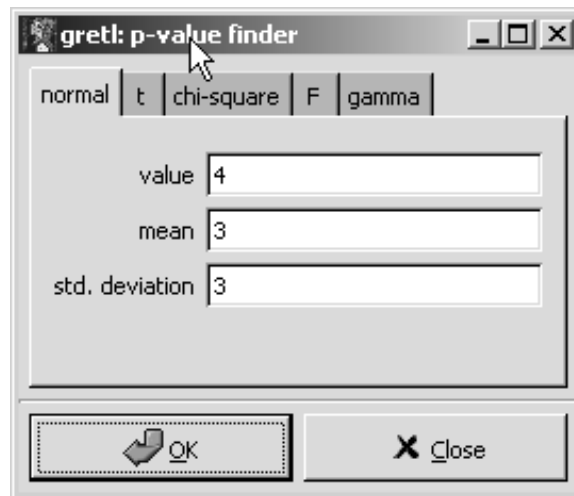 gretl: p-value finder
normal t chi-square F gamma
value 4
mean 3
std. deviation 3
OK Close